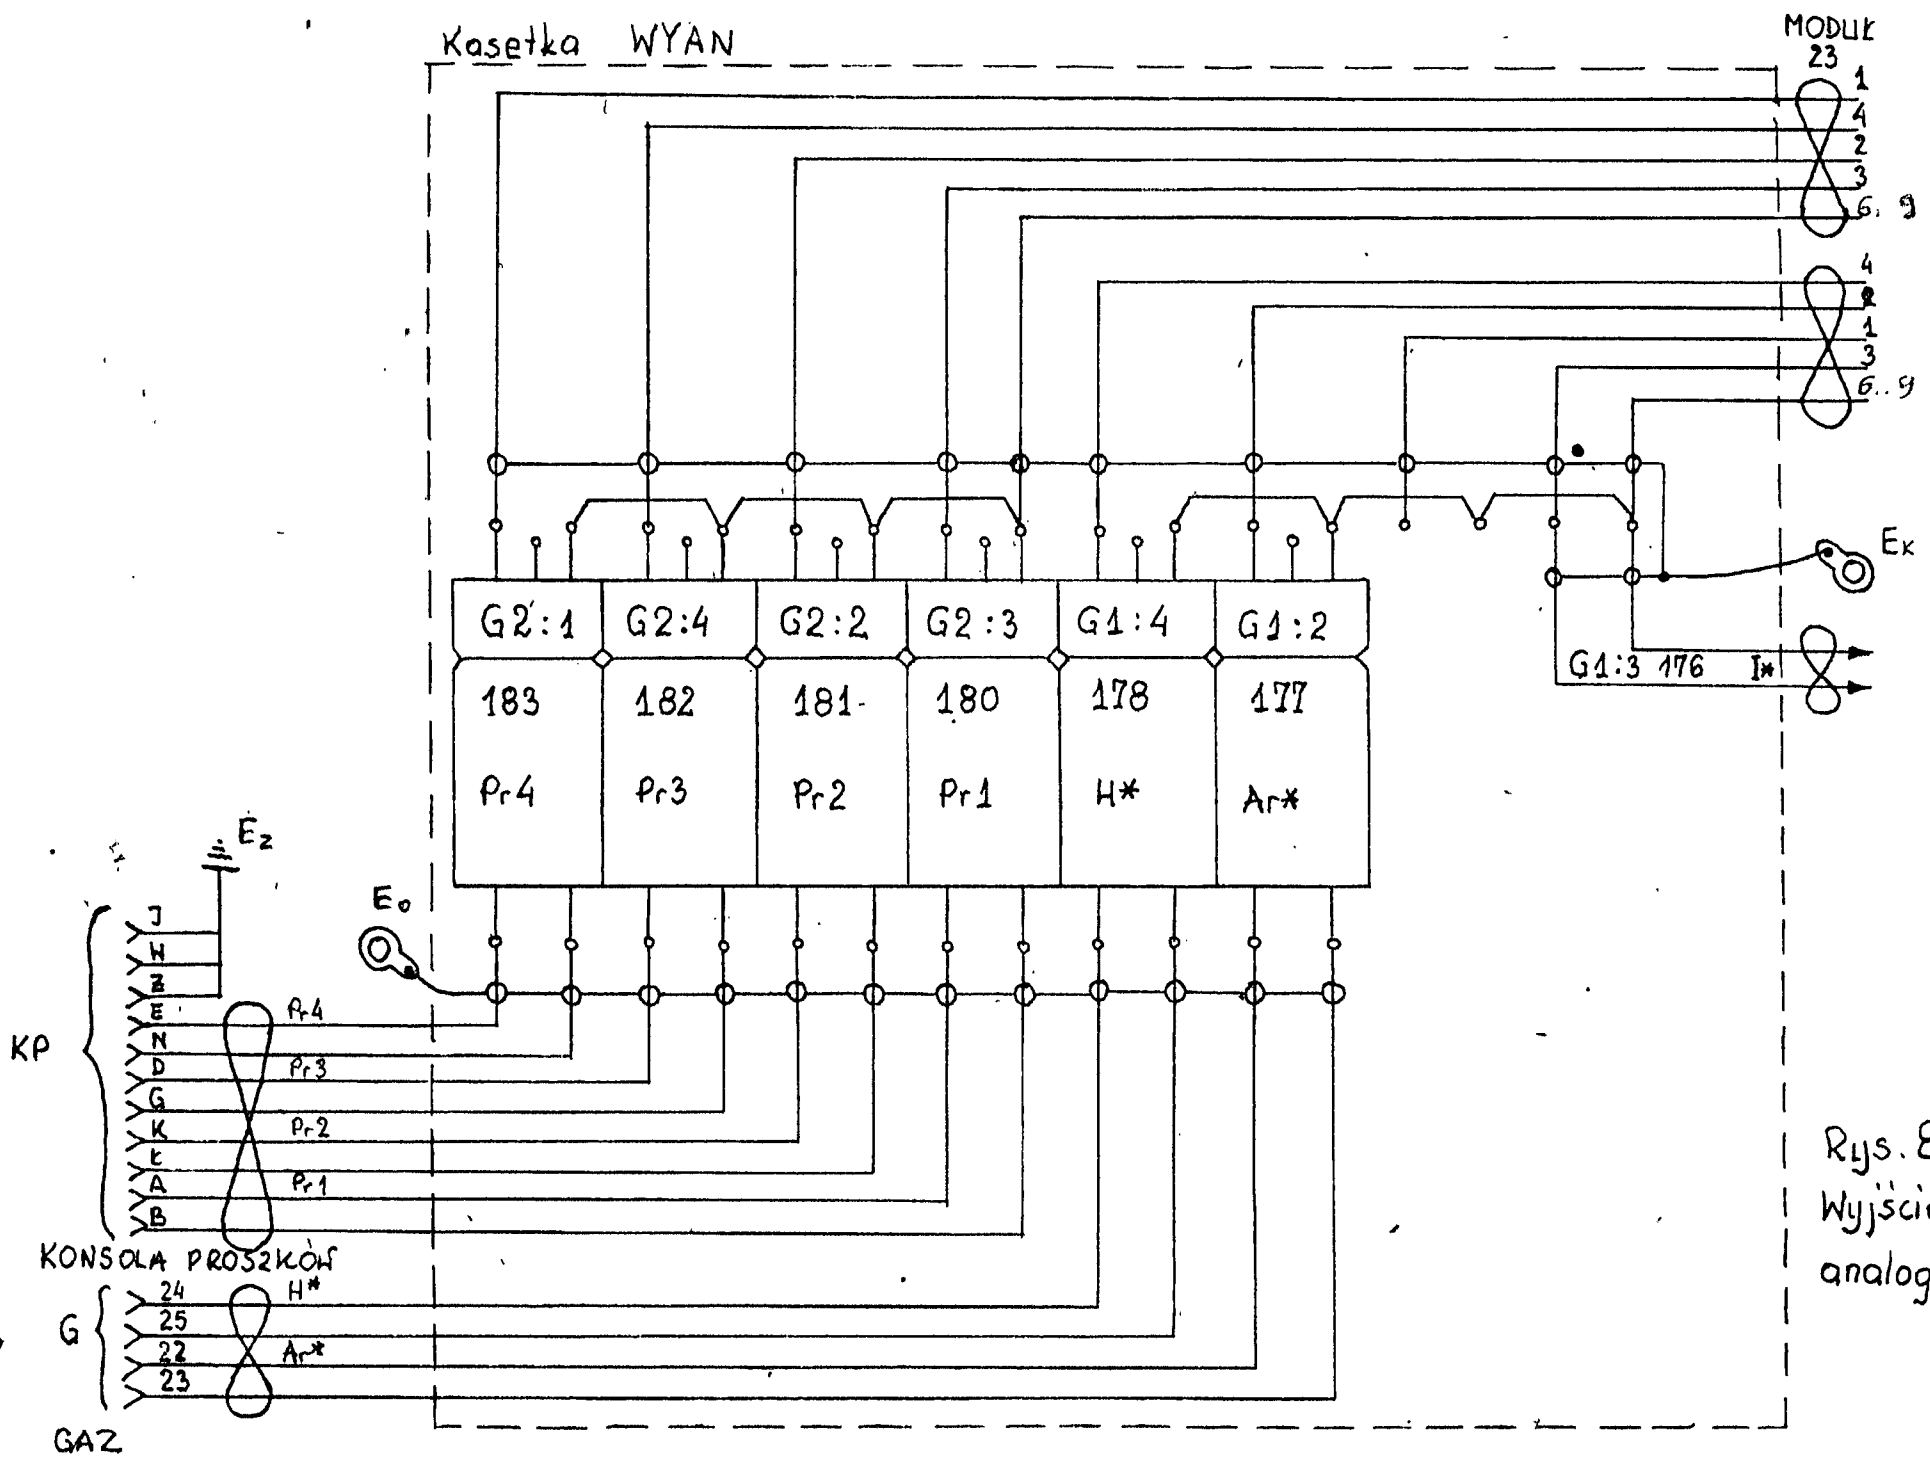 Kasetka WYAN
MODUŁ
23
1
4
2
3
6..9
4
2
1
3
6..9
Ex
G2:1 G2:4 G2:2 G2:3 G1:4 G1:2
G1:3 176 I*
183 182 181 180 178 177
Pr4 Pr3 Pr2 Pr1 H* Ar*
Ez
Eo
J
W
Z
E Pr4
N
D Pr3
G
K Pr2
Ł
A Pr1
B
KP
KONSOLA PROSZKÓW
24 H*
25
22 Ar*
23
G
GAZ
Rys.
Wyjści
analog